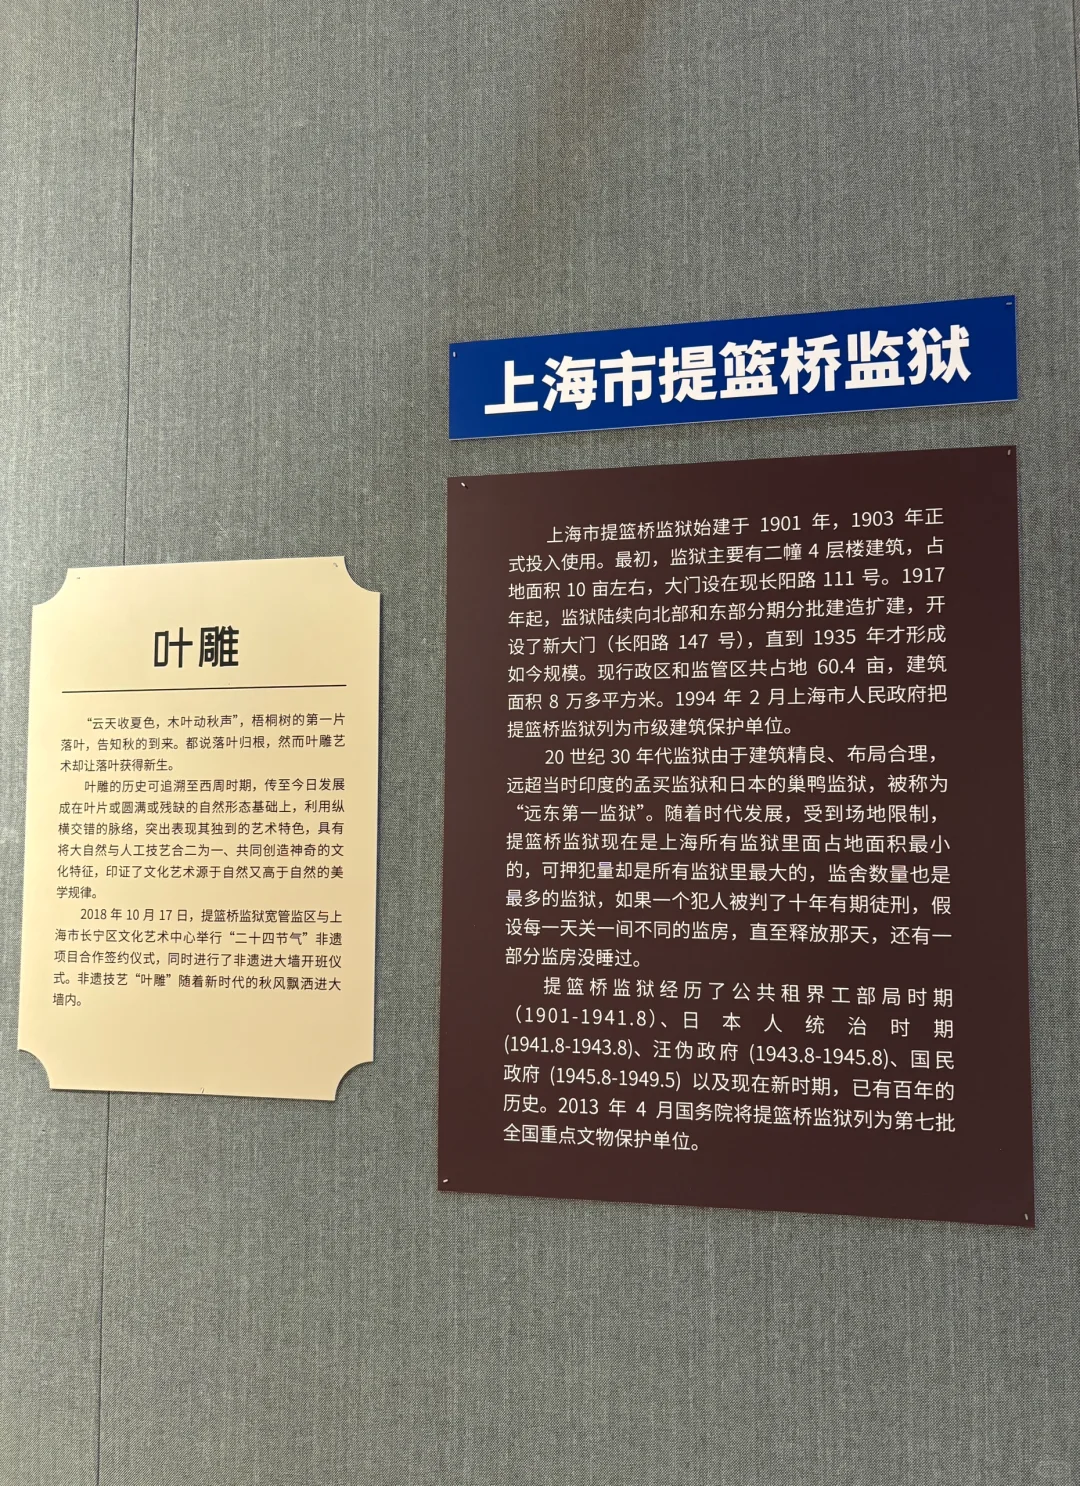 叶雕
“云天收夏色，木叶动秋声”，梧桐树的第一片
落叶，告知秋的到来。都说落叶归根，然而叶雕艺
术却让落叶获得新生。
叶雕的历史可追溯至西周时期，传至今日发展
成在叶片或圆满或残缺的自然形态基础上，利用纵
横交错的脉络，突出表现其独到的艺术特色，具有
将大自然与人工技艺合二为一、共同创造神奇的文
化特征，印证了文化艺术源于自然又高于自然的美
学规律。
2018 年 10 月 17 日，提篮桥监狱宽管监区与上
海市长宁区文化艺术中心举行“二十四节气”非遗
项目合作签约仪式，同时进行了非遗进大墙开班仪
式。非遗技艺“叶雕”随着新时代的秋风飘洒进大
墙内。
上海市提篮桥监狱
上海市提篮桥监狱始建于 1901 年，1903 年正
式投入使用。最初，监狱主要有二幢 4 层楼建筑，占
地面积 10 亩左右，大门设在现长阳路 111 号。1917
年起，监狱陆续向北部和东部分期分批建造扩建，开
设了新大门（长阳路 147 号），直到 1935 年才形成
如今规模。现行政区和监管区共占地 60.4 亩，建筑
面积 8 万多平方米。1994 年 2 月上海市人民政府把
提篮桥监狱列为市级建筑保护单位。
20 世纪 30 年代监狱由于建筑精良、布局合理，
远超当时印度的孟买监狱和日本的巢鸭监狱，被称为
“远东第一监狱”。随着时代发展，受到场地限制，
提篮桥监狱现在是上海所有监狱里面占地面积最小
的，可押犯量却是所有监狱里最大的，监舍数量也是
最多的监狱，如果一个犯人被判了十年有期徒刑，假
设每一天关一间不同的监房，直至释放那天，还有一
部分监房没睡过。
提篮桥监狱经历了公共租界工部局时期
（1901-1941.8）、日本人统治时期
(1941.8-1943.8)、汪伪政府 (1943.8-1945.8)、国民
政府 (1945.8-1949.5) 以及现在新时期，已有百年的
历史。2013 年 4 月国务院将提篮桥监狱列为第七批
全国重点文物保护单位。